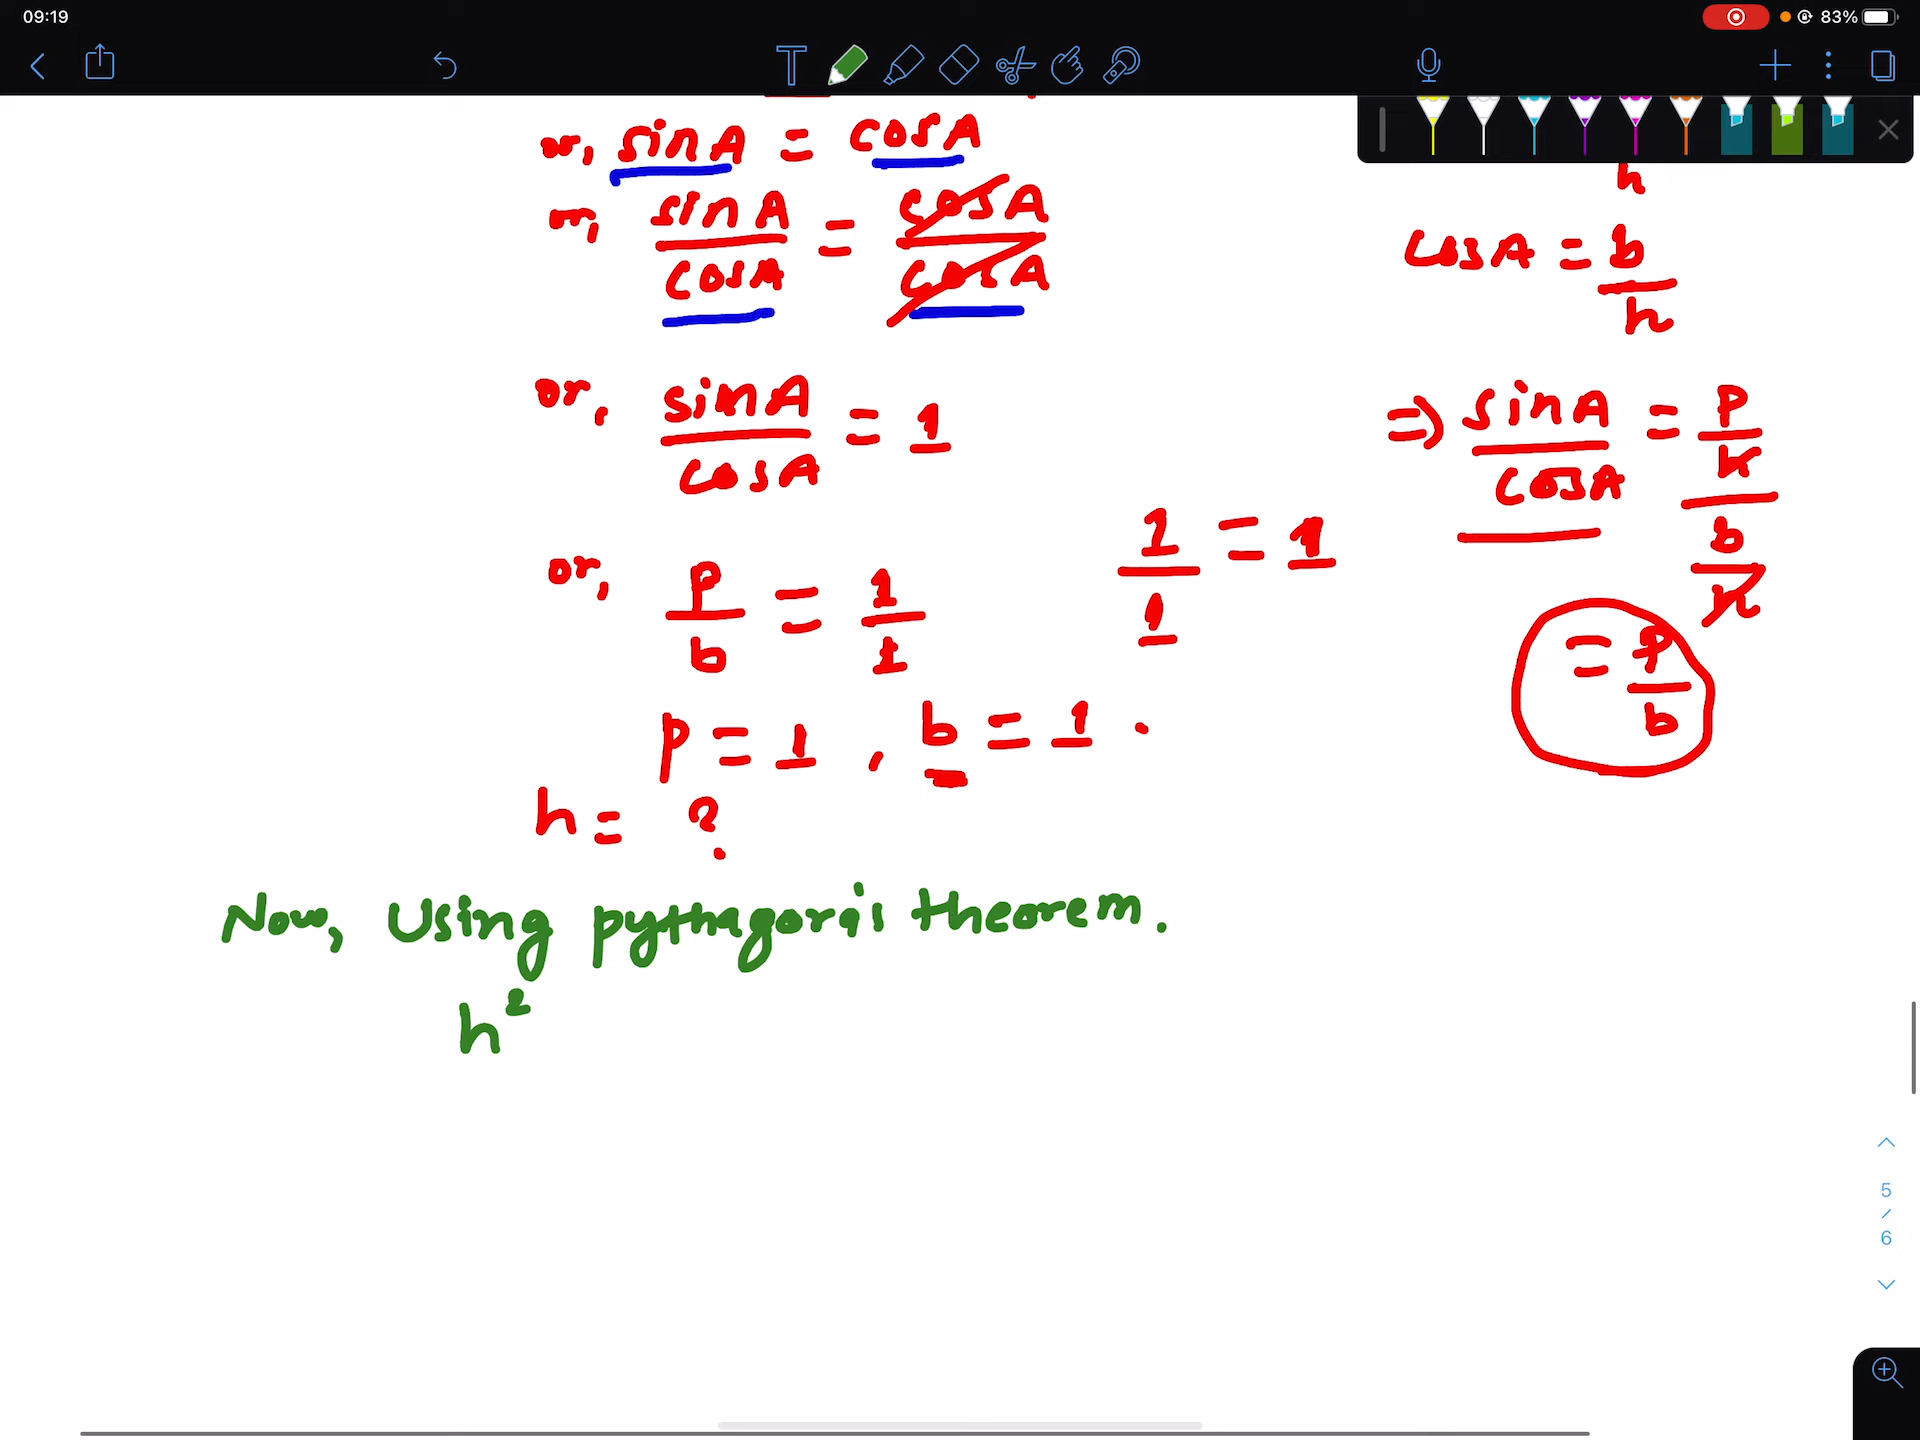 09:19
83%
or, sinA = cosA
or, sinA/cosA = cosA/cosA
h
cosA = b/h
or, sinA/cosA = 1
=> sinA/cosA = p/h / b/h
1/1 = 1
or, p/b = 1/1
= p/b
p = 1, b = 1.
h = ?
Now, Using pythagora's theorem.
h²
5
/
6